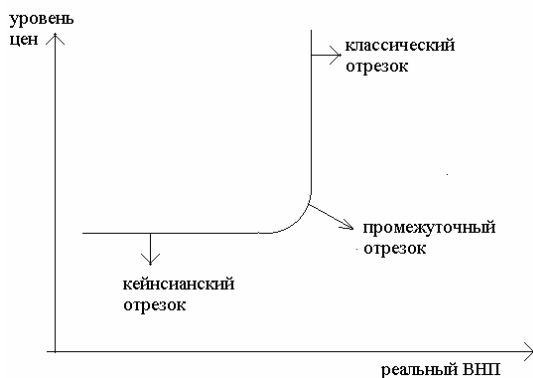 уровень
цен
классический
отрезок
промежуточный
отрезок
кейнсианский
отрезок
реальный ВНП